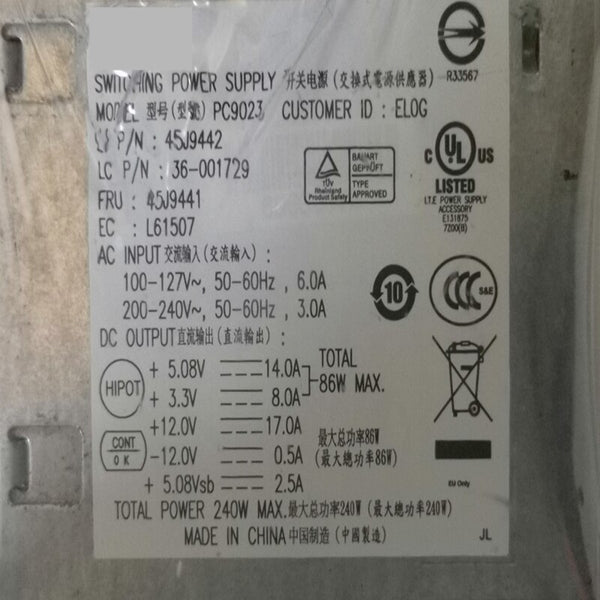 SWITCHING POWER SUPPLY 开关电源 (交換式電源供應器)
R33567
MODEL 型号(型號) PC9023 CUSTOMER ID : ELOG
P/N : 45J9442
LC P/N : 36-001729
FRU : 45J9441
EC : L61507
TÜV Rheinland Product Safety
BAUART GEPRÜFT
TYPE APPROVED
C UL US
LISTED
I.T.E POWER SUPPLY
ACCESSORY
E131875
7Z00(B)
AC INPUT 交流输入(交流輸入) :
100-127V~, 50-60Hz , 6.0A
200-240V~, 50-60Hz , 3.0A
10
CCC S&E
DC OUTPUT 直流输出(直流輸出) :
HIPOT
+ 5.08V 14.0A
+ 3.3V 8.0A
TOTAL
86W MAX.
+12.0V 17.0A
CONT
OK
-12.0V 0.5A
+ 5.08Vsb 2.5A
最大总功率86W
(最大總功率86W)
EU Only
TOTAL POWER 240W MAX.最大总功率240W (最大總功率240W)
MADE IN CHINA 中国制造 (中國製造)
JL